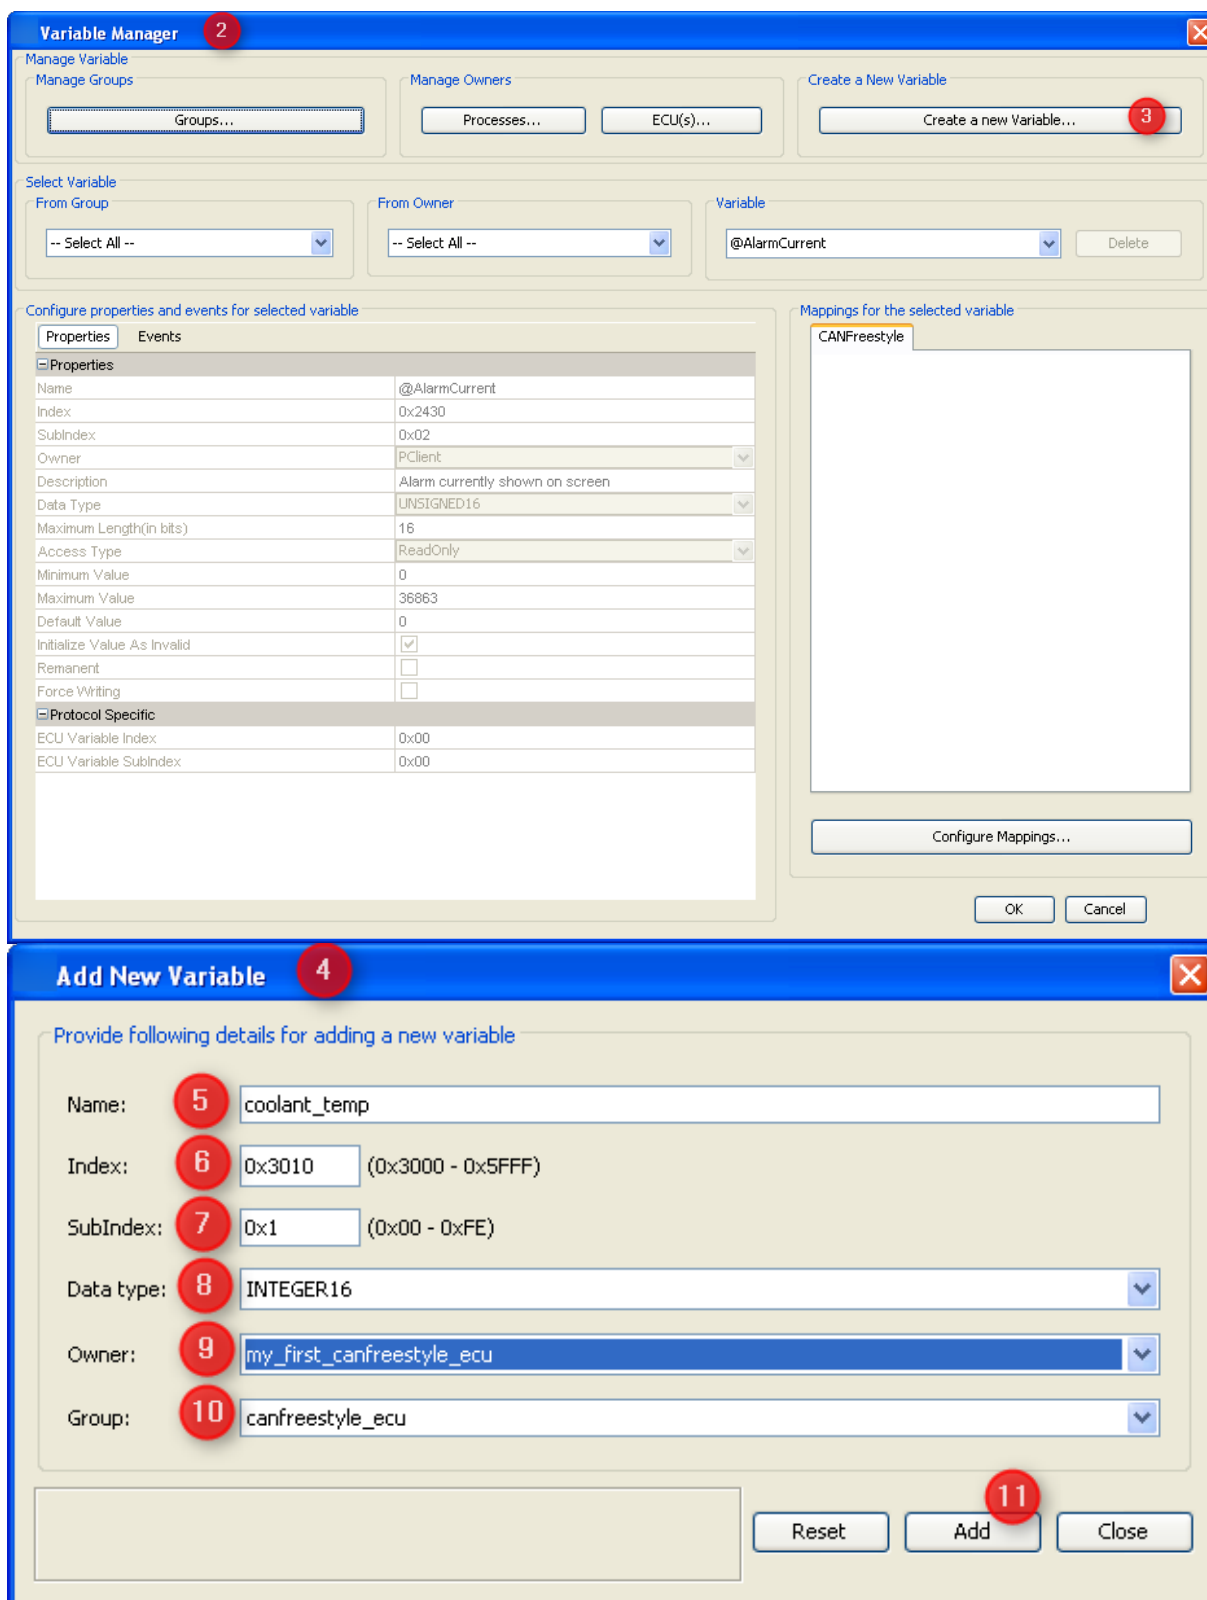 Variable Manager 2
Manage Variable
Manage Groups Manage Owners Create a New Variable
Groups... Processes... ECU(s)... Create a new Variable... 3
Select Variable
From Group From Owner Variable
-- Select All -- -- Select All -- @AlarmCurrent Delete
Configure properties and events for selected variable Mappings for the selected variable
Properties Events CANFreestyle
Properties
Name @AlarmCurrent
Index 0x2430
SubIndex 0x02
Owner PClient
Description Alarm currently shown on screen
Data Type UNSIGNED16
Maximum Length(in bits) 16
Access Type ReadOnly
Minimum Value 0
Maximum Value 36863
Default Value 0
Initialize Value As Invalid
Remanent
Force Writing
Protocol Specific
ECU Variable Index 0x00
ECU Variable SubIndex 0x00
Configure Mappings...
OK Cancel
Add New Variable 4
Provide following details for adding a new variable
Name: 5 coolant_temp
Index: 6 0x3010 (0x3000 - 0x5FFF)
SubIndex: 7 0x1 (0x00 - 0xFE)
Data type: 8 INTEGER16
Owner: 9 my_first_canfreestyle_ecu
Group: 10 canfreestyle_ecu
11
Reset Add Close